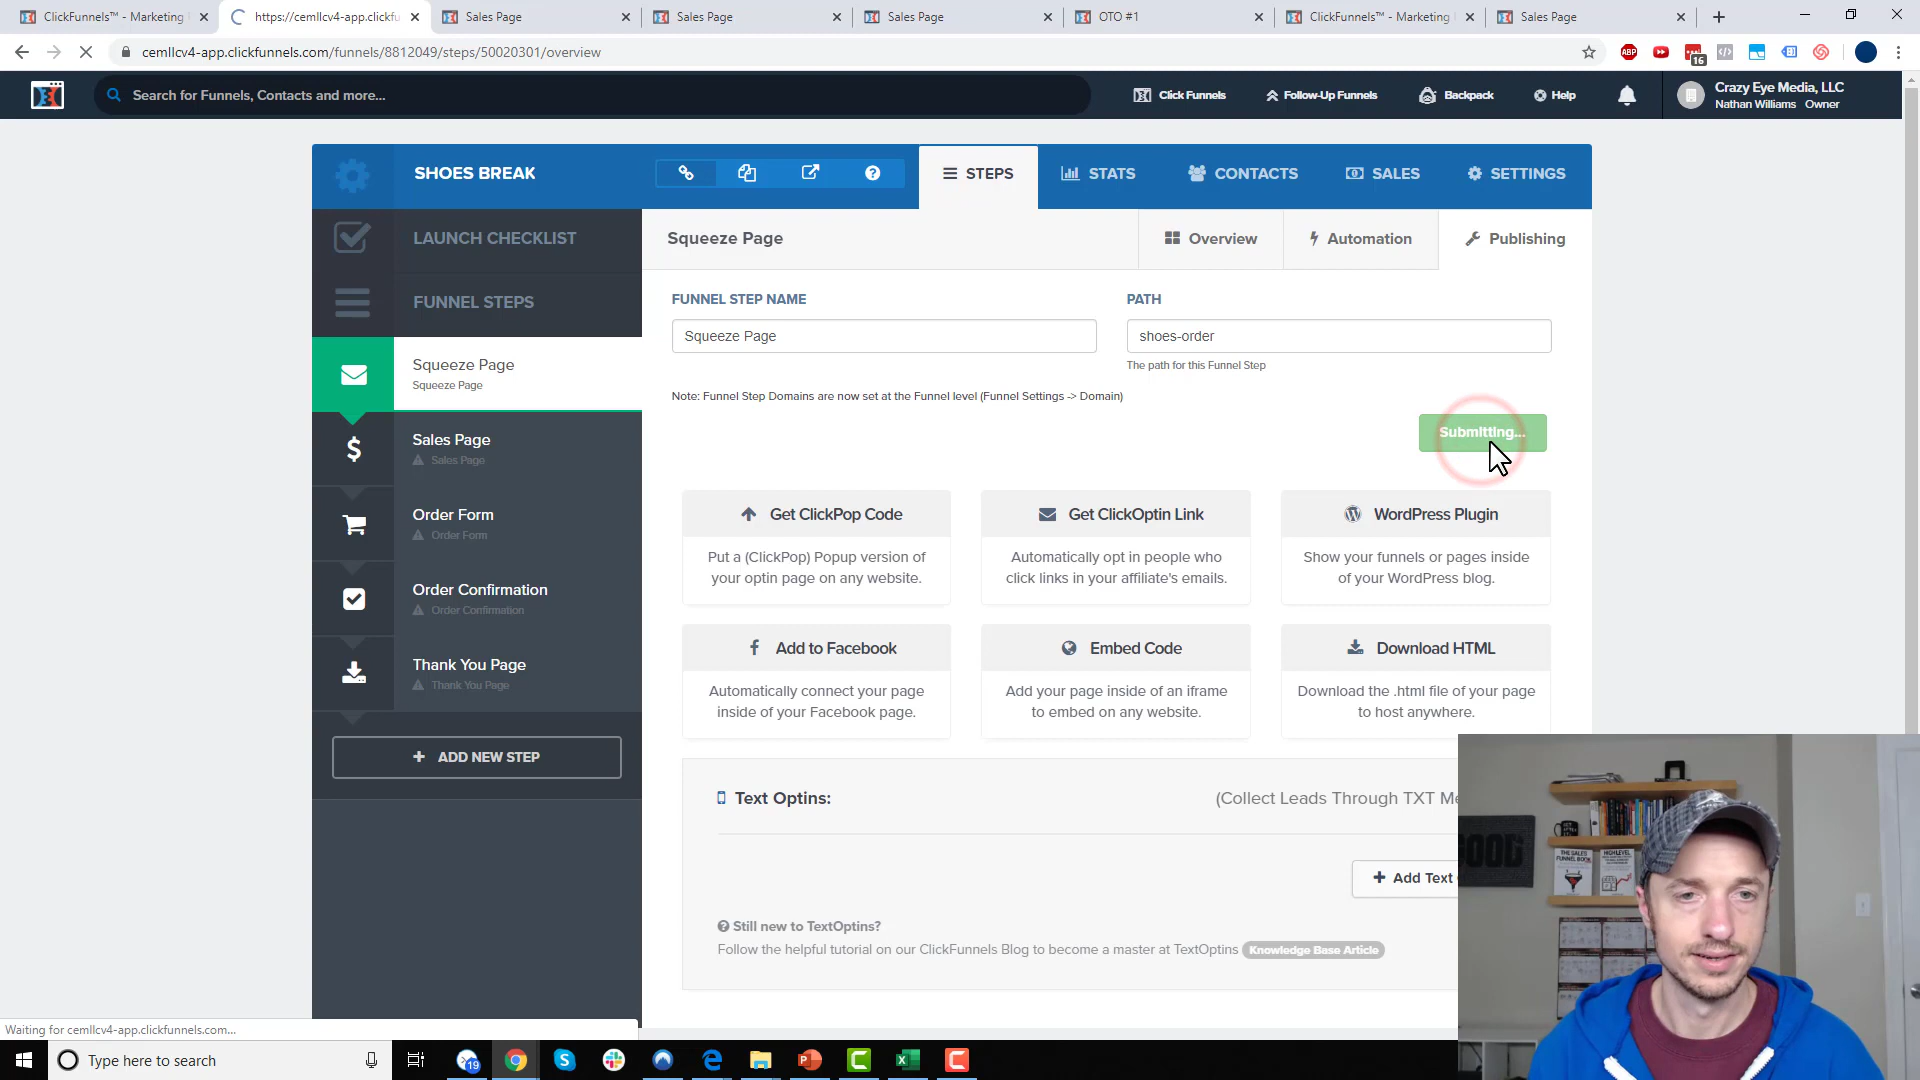 ClickFunnels™ - Marketing
https://cemllcv4-app.clickfu
Sales Page
Sales Page
Sales Page
OTO #1
ClickFunnels™ - Marketing
Sales Page
cemllcv4-app.clickfunnels.com/funnels/8812049/steps/50020301/overview
ABP
16
Search for Funnels, Contacts and more...
Click Funnels
Follow-Up Funnels
Backpack
Help
Crazy Eye Media, LLC
Nathan Williams Owner
SHOES BREAK
STEPS
STATS
CONTACTS
SALES
SETTINGS
LAUNCH CHECKLIST
FUNNEL STEPS
Squeeze Page
Squeeze Page
Sales Page
Sales Page
Order Form
Order Form
Order Confirmation
Order Confirmation
Thank You Page
Thank You Page
+ ADD NEW STEP
Squeeze Page
Overview
Automation
Publishing
FUNNEL STEP NAME
PATH
Squeeze Page
shoes-order
The path for this Funnel Step
Note: Funnel Step Domains are now set at the Funnel level (Funnel Settings -> Domain)
Submitting...
Get ClickPop Code
Put a (ClickPop) Popup version of
your optin page on any website.
Get ClickOptin Link
Automatically opt in people who
click links in your affiliate's emails.
WordPress Plugin
Show your funnels or pages inside
of your WordPress blog.
Add to Facebook
Automatically connect your page
inside of your Facebook page.
Embed Code
Add your page inside of an iframe
to embed on any website.
Download HTML
Download the .html file of your page
to host anywhere.
Text Optins:
(Collect Leads Through TXT Me
+ Add Text
Still new to TextOptins?
Follow the helpful tutorial on our ClickFunnels Blog to become a master at TextOptins Knowledge Base Article
GOOD
THE SALES
FUNNEL BOOK
Waiting for cemllcv4-app.clickfunnels.com...
Type here to search
19